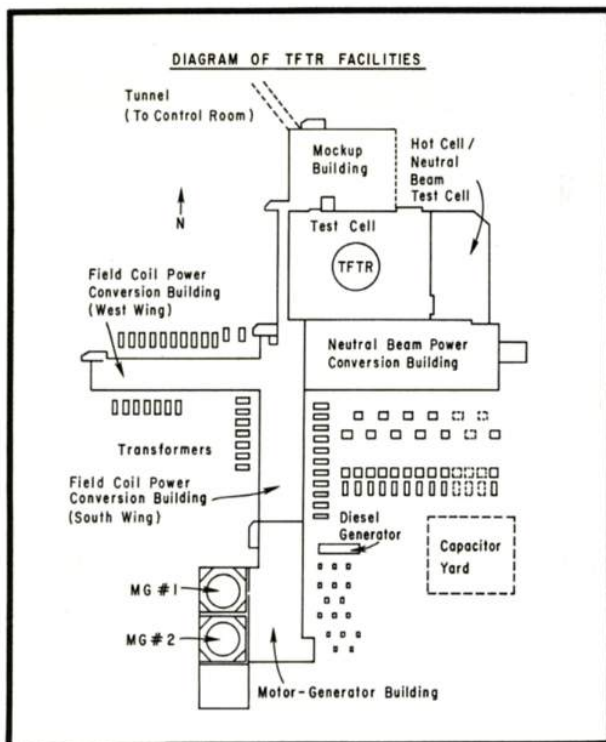 DIAGRAM OF TFTR FACILITIES
Tunnel
(To Control Room)
Mockup
Building
Hot Cell/
Neutral
Beam
Test Cell
N
Test Cell
TFTR
Field Coil Power
Conversion Building
(West Wing)
Neutral Beam Power
Conversion Building
Transformers
Field Coil Power
Conversion Building
(South Wing)
Diesel
Generator
Capacitor
Yard
MG #1
MG #2
Motor-Generator Building